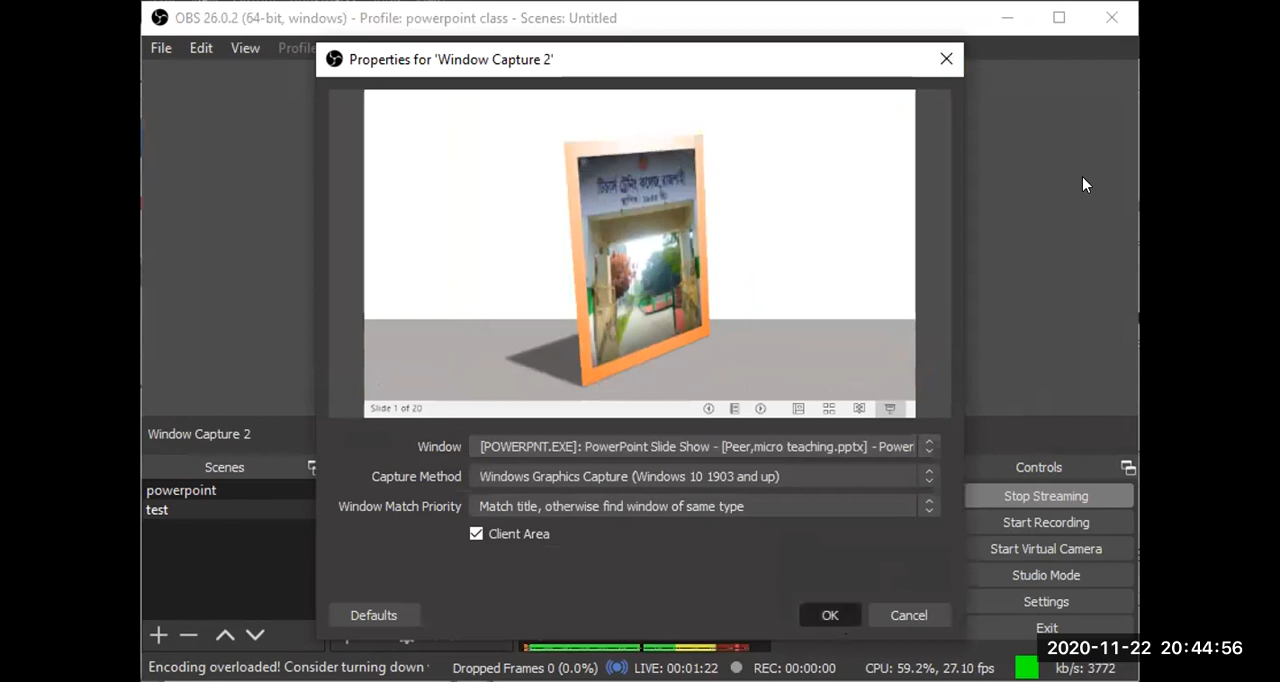 OBS 26.0.2 (64-bit, windows) - Profile: powerpoint class - Scenes: Untitled
File Edit View Profile
Properties for 'Window Capture 2'
টিচার্স ট্রেনিং কলেজ, রাজশাহী
Slide 1 of 20
Window [POWERPNT.EXE]: PowerPoint Slide Show - [Peer,micro teaching.pptx] - Power
Capture Method Windows Graphics Capture (Windows 10 1903 and up)
Window Match Priority Match title, otherwise find window of same type
Client Area
Defaults OK Cancel
Window Capture 2
Scenes
powerpoint
test
Controls
Stop Streaming
Start Recording
Start Virtual Camera
Studio Mode
Settings
Exit
2020-11-22 20:44:56
Encoding overloaded! Consider turning down Dropped Frames 0 (0.0%) LIVE: 00:01:22 REC: 00:00:00 CPU: 59.2%, 27.10 fps kb/s: 3772